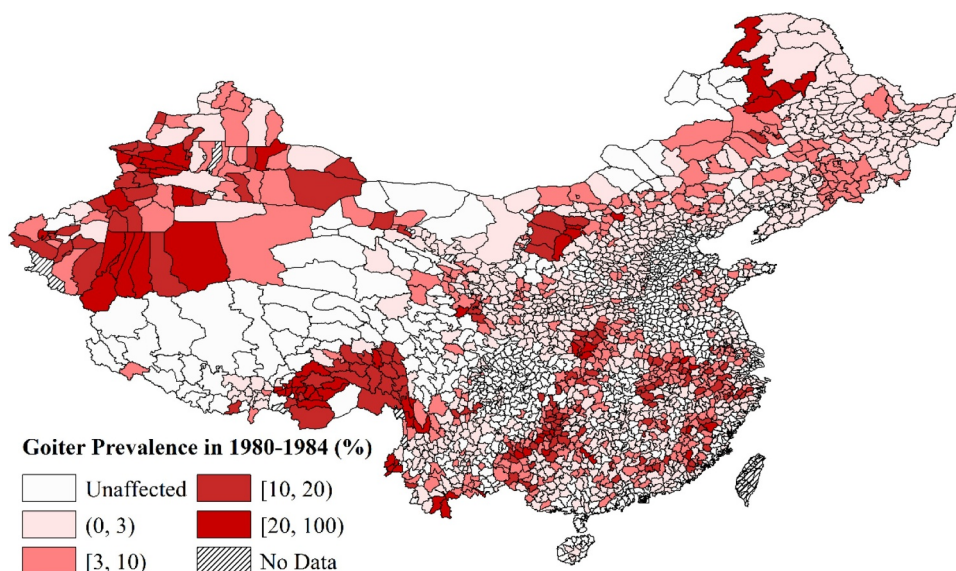 Goiter Prevalence in 1980-1984 (%)
Unaffected
(0, 3)
[3, 10)
[10, 20)
[20, 100)
No Data